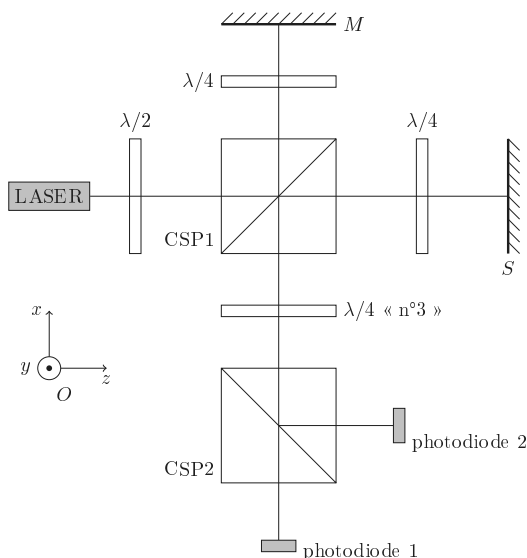 M
λ/4
λ/2
λ/4
LASER
CSP1
S
λ/4 « n°3 »
x
y
z
O
CSP2
photodiode 2
photodiode 1